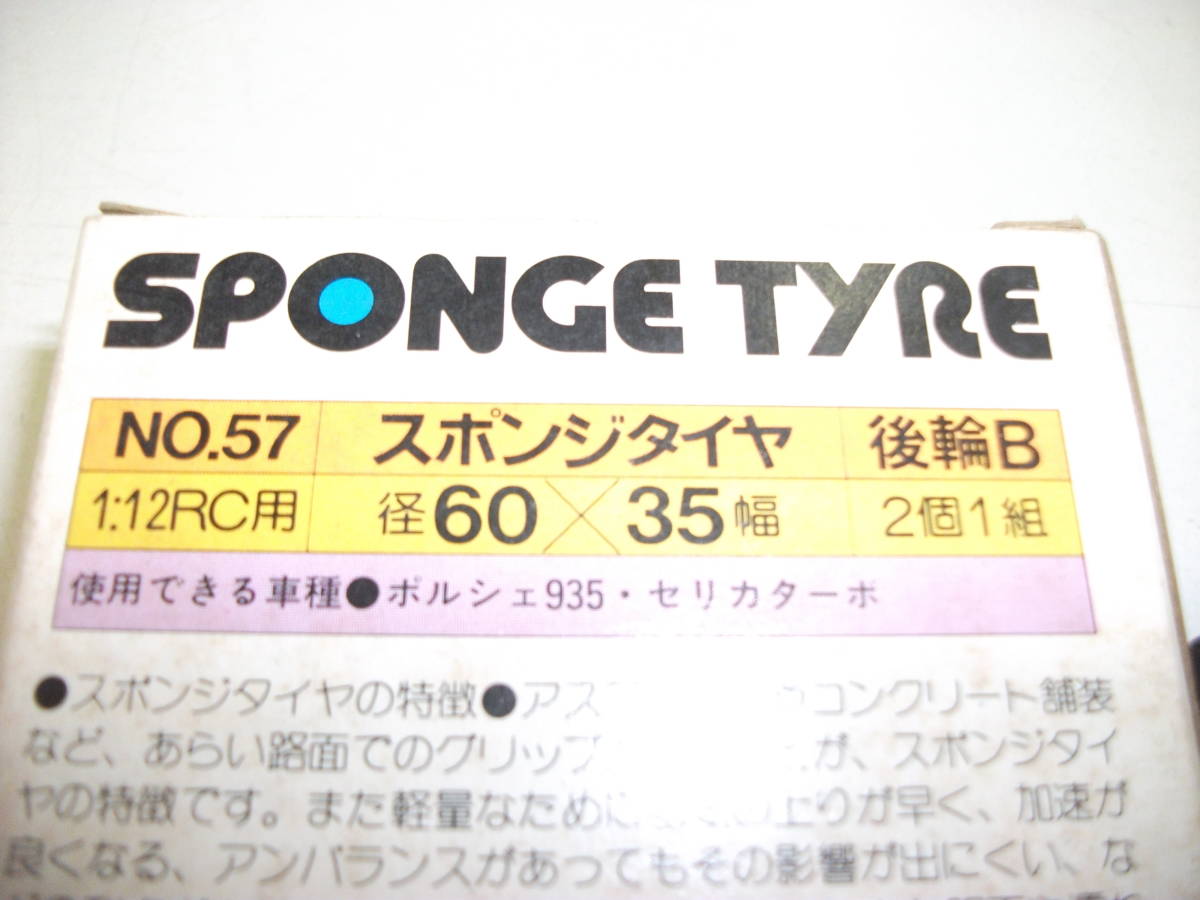 SPONGE TYRE
NO.57 スポンジタイヤ 後輪B
1:12RC用 径60×35幅 2個1組
使用できる車種●ポルシェ935・セリカターボ
●スポンジタイヤの特徴●アス コンクリート舗装
など、あらい路面でのグリップ が、スポンジタイ
ヤの特徴です。また軽量なために 上りが早く、加速が
良くなる、アンバランスがあってもその影響が出にくい、な